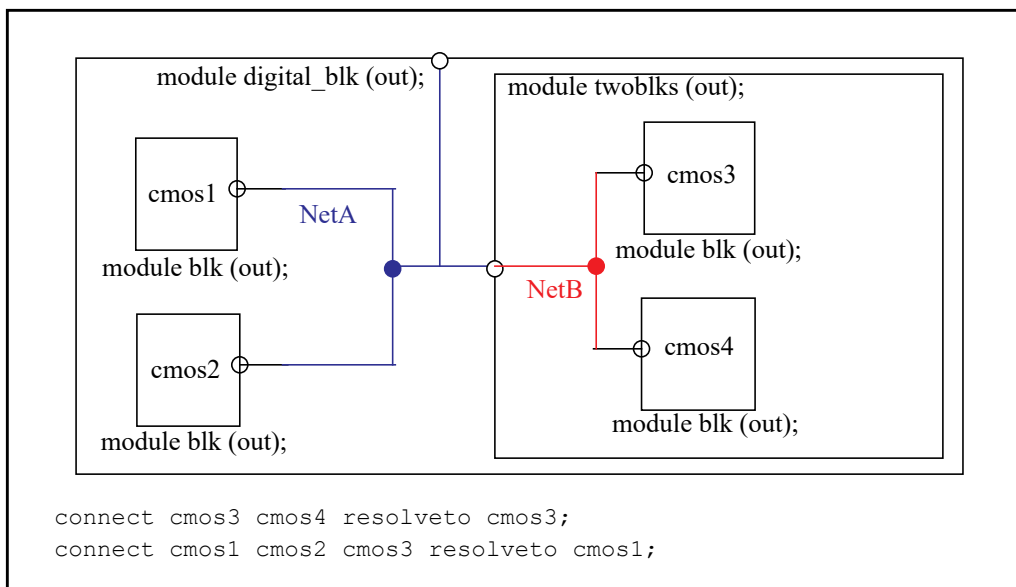 module digital_blk (out);
module twoblks (out);
cmos1
cmos3
NetA
module blk (out);
module blk (out);
NetB
cmos2
cmos4
module blk (out);
module blk (out);
connect cmos3 cmos4 resolveto cmos3;
connect cmos1 cmos2 cmos3 resolveto cmos1;